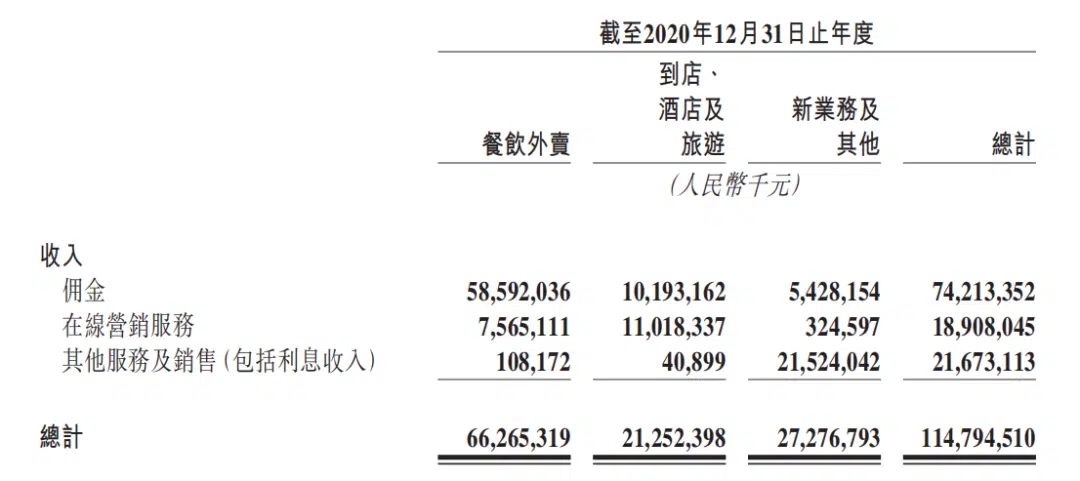 截至2020年12月31日止年度
到店、
酒店及 新業務及
餐飲外賣 旅遊 其他 總計
(人民幣千元)
收入
佣金 58,592,036 10,193,162 5,428,154 74,213,352
在線營銷服務 7,565,111 11,018,337 324,597 18,908,045
其他服務及銷售(包括利息收入) 108,172 40,899 21,524,042 21,673,113
總計 66,265,319 21,252,398 27,276,793 114,794,510